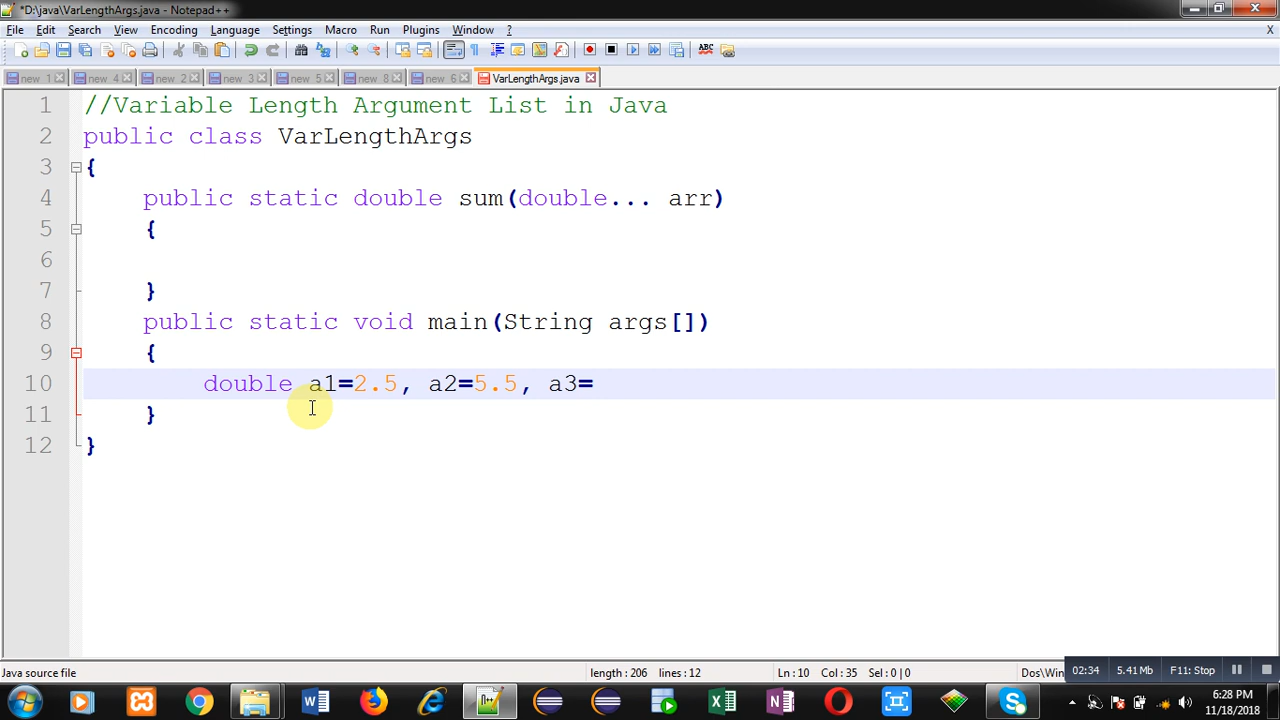 *D:\java\VarLengthArgs.java - Notepad++
File Edit Search View Encoding Language Settings Macro Run Plugins Window ? X
new 1 new 4 new 2 new 3 new 5 new 8 new 6 VarLengthArgs.java
1 //Variable Length Argument List in Java
2 public class VarLengthArgs
3 {
4 public static double sum(double... arr)
5 {
6
7 }
8 public static void main(String args[])
9 {
10 double a1=2.5, a2=5.5, a3=
11 }
12 }
Java source file length : 206 lines : 12 Ln : 10 Col : 35 Sel : 0 | 0 Dos\Win 02:34 5.41 Mb F11: Stop
6:28 PM
11/18/2018